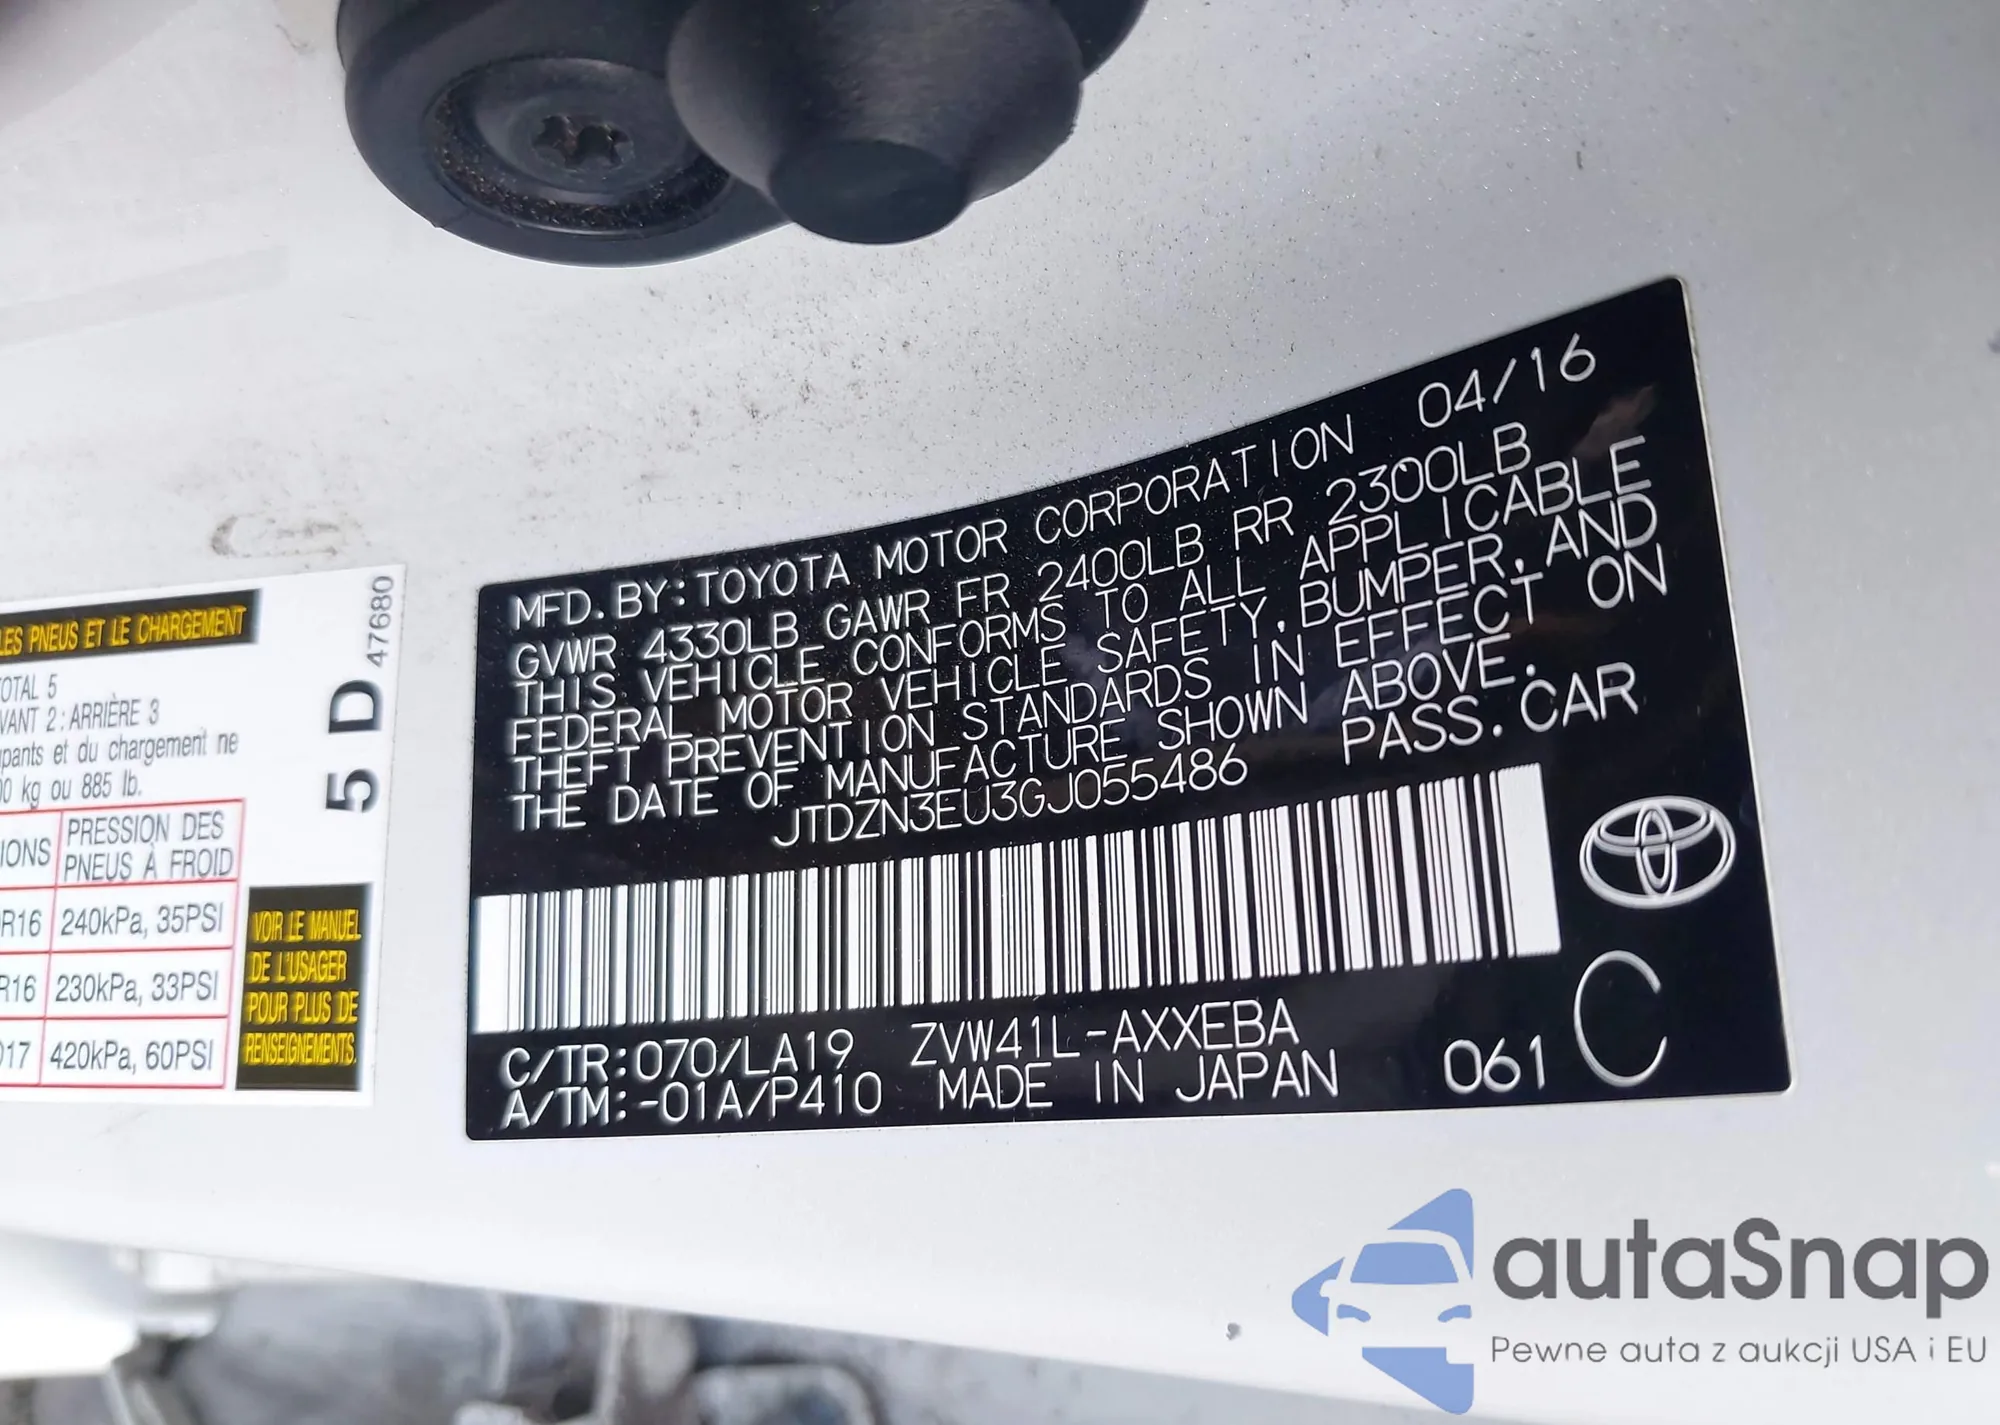 LES PNEUS ET LE CHARGEMENT
TOTAL 5
AVANT 2: ARRIÈRE 3
et du chargement ne
kg ou 885 lb.
PRESSION DES
PNEUS À FROID
R16 240kPa, 35PSI
R16 230kPa, 33PSI
420kPa, 60PSI
5 D 47680
VOIR LE MANUEL
DE L'USAGER
POUR PLUS DE
RENSEIGNEMENTS.
MFD. BY: TOYOTA MOTOR CORPORATION 04/16
GVWR 4330LB GAWR FR 2400LB RR 2300LB
THIS VEHICLE CONFORMS TO ALL APPLICABLE
FEDERAL MOTOR VEHICLE SAFETY, BUMPER, AND
THEFT PREVENTION STANDARDS IN EFFECT ON
THE DATE OF MANUFACTURE SHOWN ABOVE.
JTDZN3EU3GJ055486 PASS. CAR
C/TR: 070/LA19 ZVW41L-AXXEBA
A/TM: -01A/P410 MADE IN JAPAN 061 C
autaSnap
Pewne auta z aukcji USA i EU